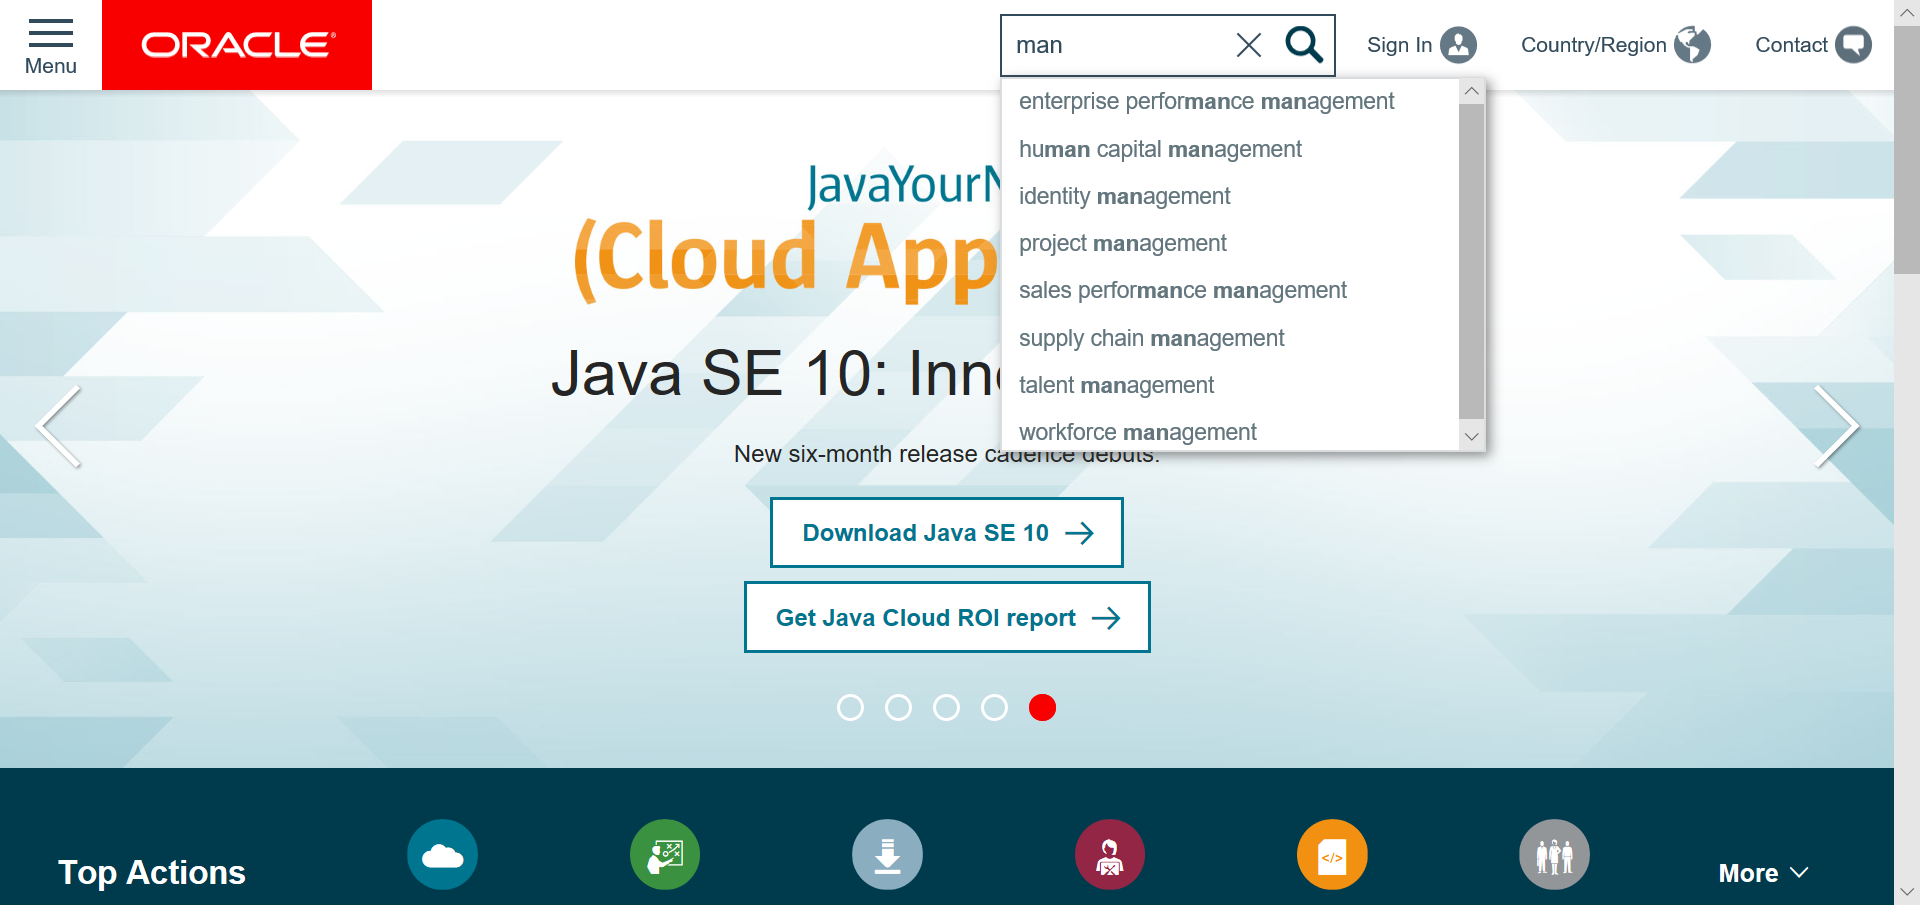 Menu
ORACLE
man
Sign In
Country/Region
Contact
enterprise performance management
human capital management
identity management
project management
sales performance management
supply chain management
talent management
workforce management
JavaYour
(Cloud App
Java SE 10:
New six-month release cadence debuts.
Download Java SE 10
Get Java Cloud ROI report
</>
Top Actions
More